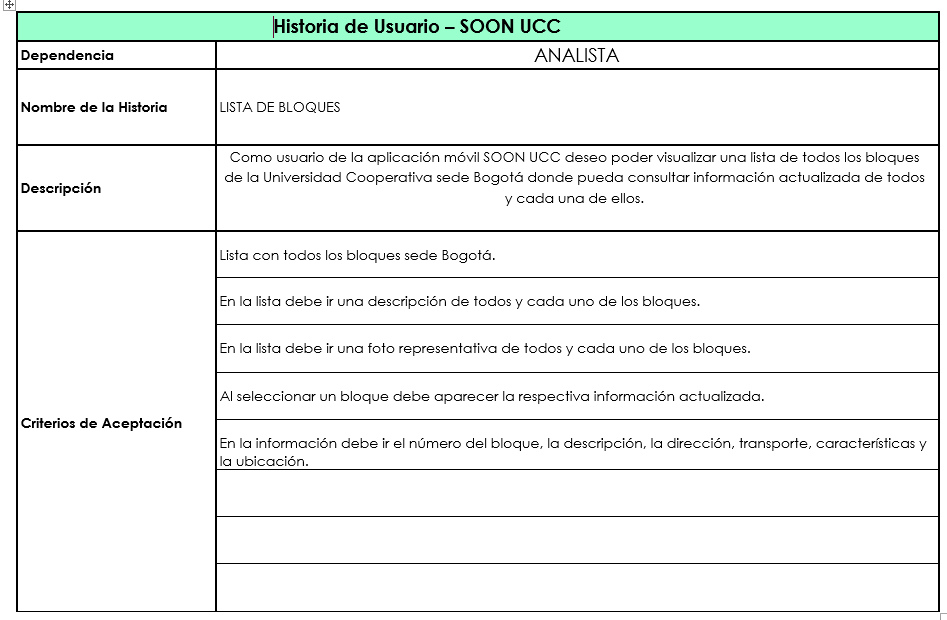 Historia de Usuario – SOON UCC
Dependencia
ANALISTA
Nombre de la Historia
LISTA DE BLOQUES
Descripción
Como usuario de la aplicación móvil SOON UCC deseo poder visualizar una lista de todos los bloques
de la Universidad Cooperativa sede Bogotá donde pueda consultar información actualizada de todos
y cada una de ellos.
Criterios de Aceptación
Lista con todos los bloques sede Bogotá.
En la lista debe ir una descripción de todos y cada uno de los bloques.
En la lista debe ir una foto representativa de todos y cada uno de los bloques.
Al seleccionar un bloque debe aparecer la respectiva información actualizada.
En la información debe ir el número del bloque, la descripción, la dirección, transporte, características y
la ubicación.